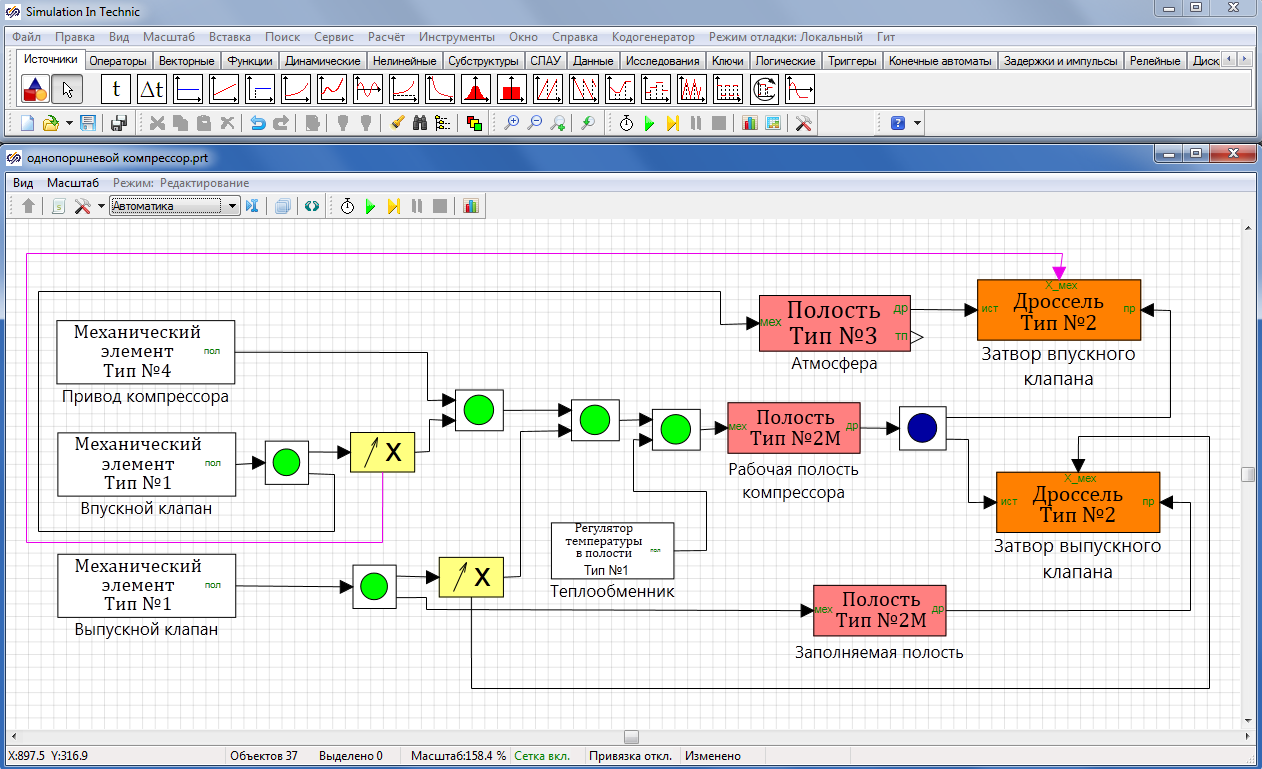 Simulation In Technic
Файл Правка Вид Масштаб Вставка Поиск Сервис Расчёт Инструменты Окно Справка Кодогенератор Режим отладки: Локальный Гит
Источники Операторы Векторные Функции Динамические Нелинейные Субструктуры СПАУ Данные Исследования Ключи Логические Триггеры Конечные автоматы Задержки и импульсы Релейные Диск
t Δt
?
однопоршневой компрессор.prt
Вид Масштаб Режим: Редактирование
Автоматика
X_мех
Полость
Тип №3
мех
др
тп
Атмосфера
Дроссель
Тип №2
ист
пр
Затвор впускного
клапана
Механический
элемент
Тип №4
пол
Привод компрессора
Механический
элемент
Тип №1
пол
Впускной клапан
X
Полость
Тип №2М
мех
др
Рабочая полость
компрессора
X_мех
Дроссель
Тип №2
ист
пр
Затвор выпускного
клапана
Регулятор
температуры
в полости
Тип №1
пол
Теплообменник
Механический
элемент
Тип №1
пол
Выпускной клапан
X
Полость
Тип №2М
мех
др
Заполняемая полость
X:897.5 Y:316.9 Объектов 37 Выделено 0 Масштаб:158.4 % Сетка вкл. Привязка откл. Изменено